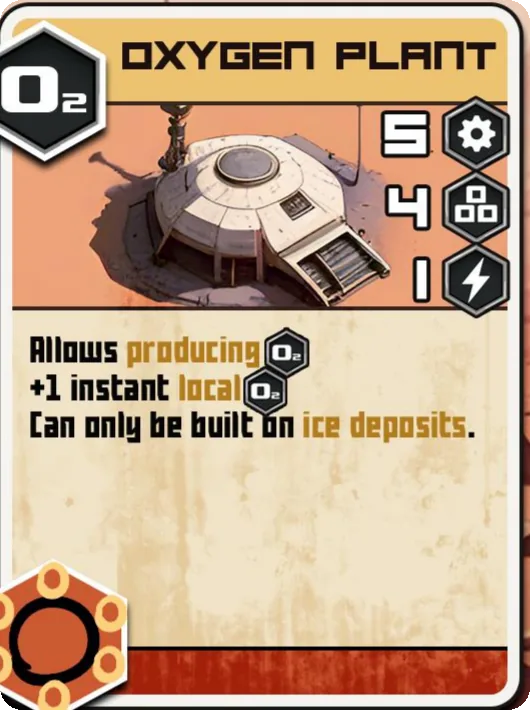 OXYGEN PLANT
O₂
5
4
1
Allows producing O₂
+1 instant local O₂
Can only be built on ice deposits.